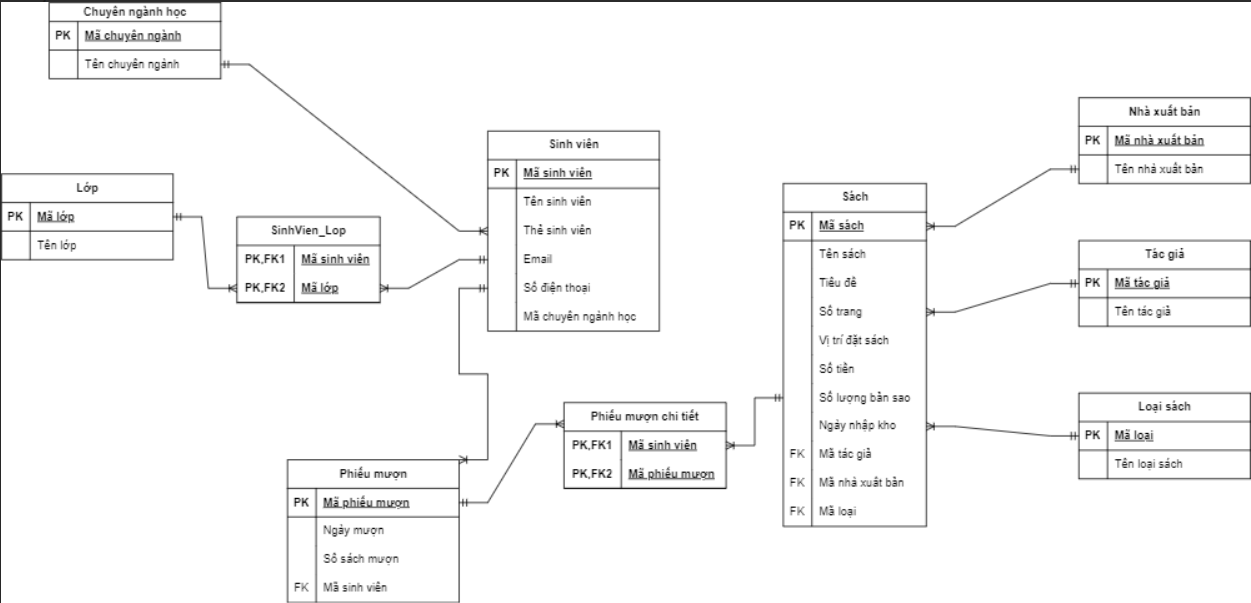 Chuyên ngành học
PK Mã chuyên ngành
Tên chuyên ngành
Lớp
PK Mã lớp
Tên lớp
SinhVien_Lop
PK,FK1 Mã sinh viên
PK,FK2 Mã lớp
Sinh viên
PK Mã sinh viên
Tên sinh viên
Thẻ sinh viên
Email
Số điện thoại
Mã chuyên ngành học
Phiếu mượn
PK Mã phiếu mượn
Ngày mượn
Số sách mượn
FK Mã sinh viên
Phiếu mượn chi tiết
PK,FK1 Mã sinh viên
PK,FK2 Mã phiếu mượn
Sách
PK Mã sách
Tên sách
Tiêu đề
Số trang
Vị trí đặt sách
Số tiền
Số lượng bản sao
Ngày nhập kho
FK Mã tác giả
FK Mã nhà xuất bản
FK Mã loại
Nhà xuất bản
PK Mã nhà xuất bản
Tên nhà xuất bản
Tác giả
PK Mã tác giả
Tên tác giả
Loại sách
PK Mã loại
Tên loại sách